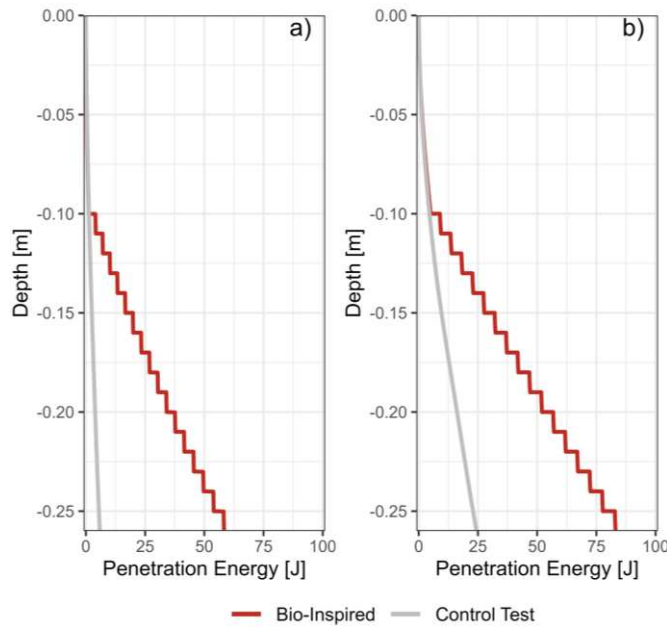 a)
b)
0.00
-0.05
-0.10
-0.15
-0.20
-0.25
Depth [m]
0 25 50 75 100
Penetration Energy [J]
0.00
-0.05
-0.10
-0.15
-0.20
-0.25
Depth [m]
0 25 50 75 100
Penetration Energy [J]
Bio-Inspired Control Test